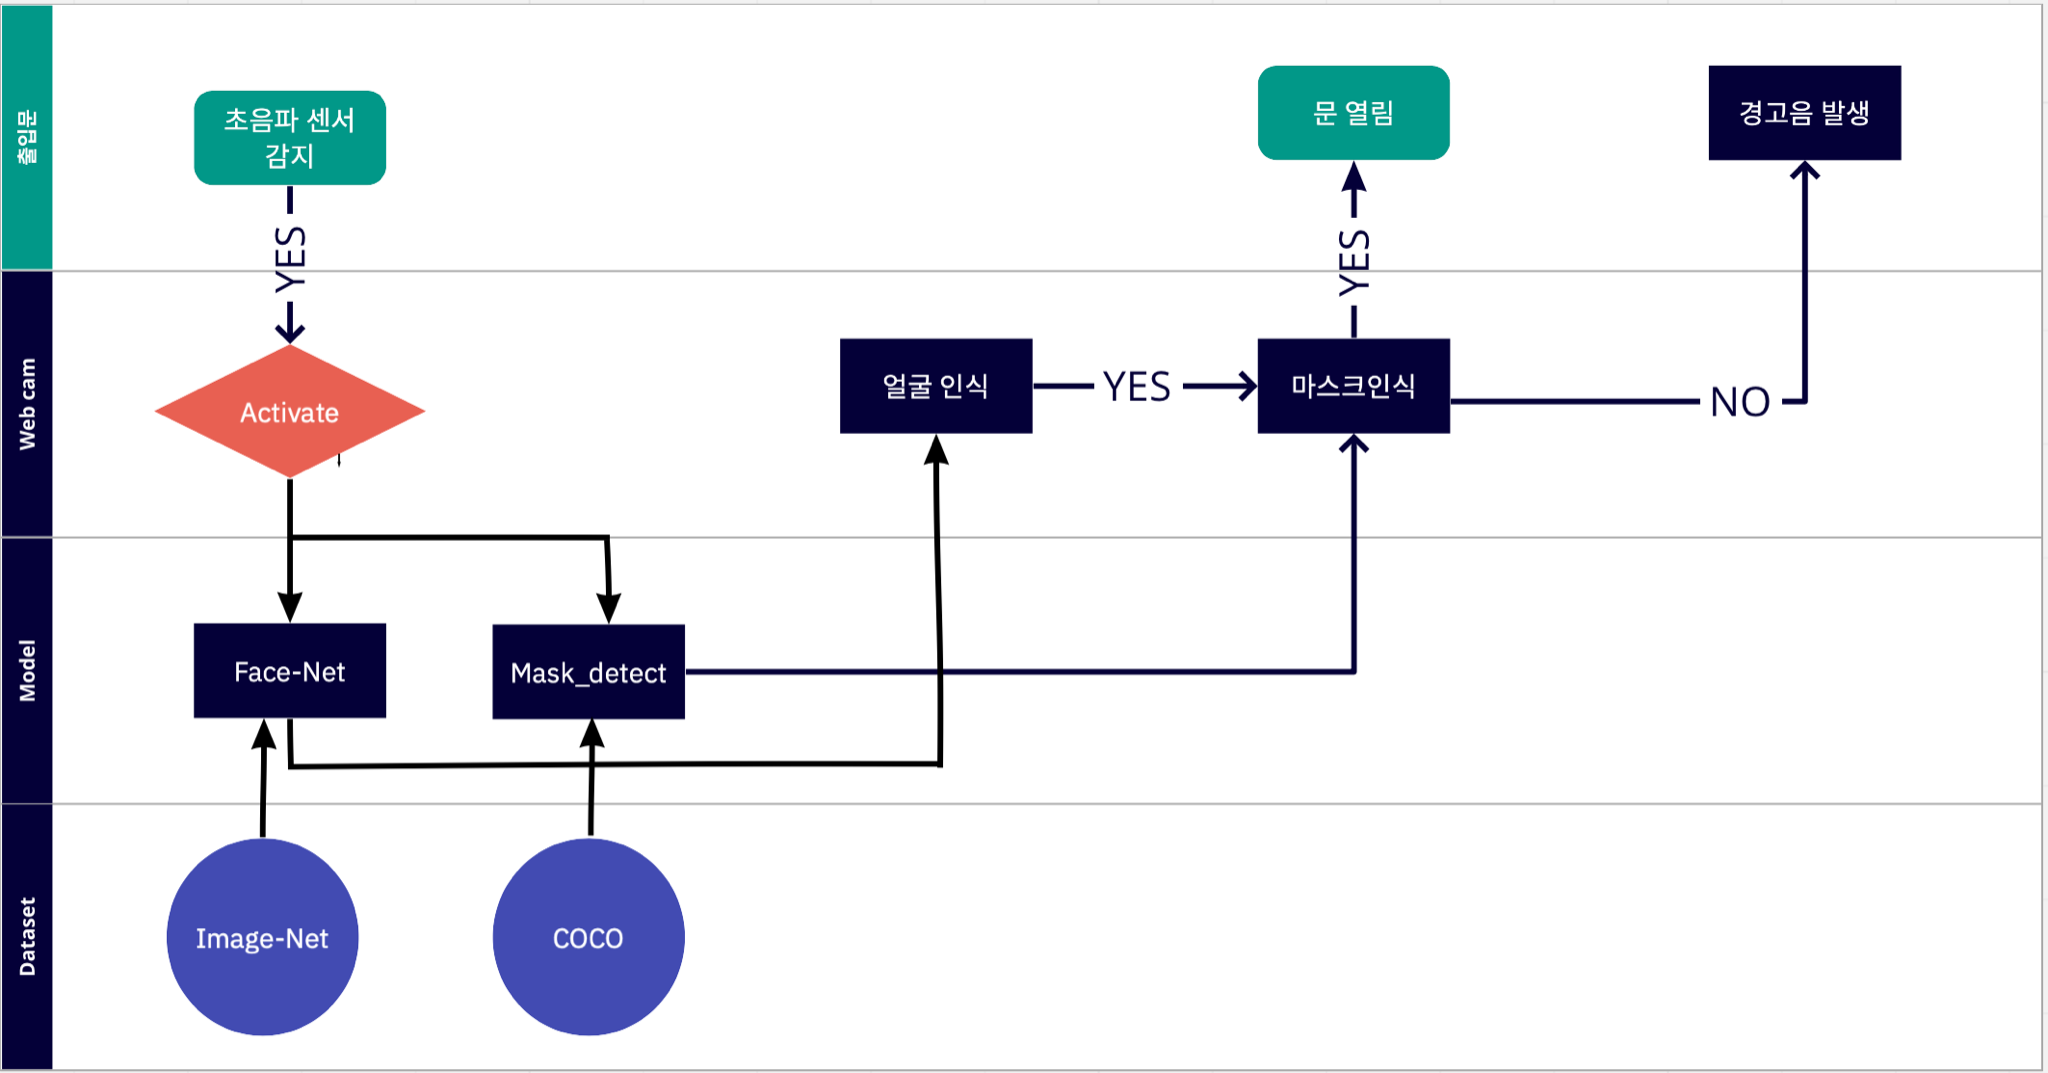 출입문
초음파 센서
감지
문 열림
경고음 발생
YES
YES
Web cam
Activate
얼굴 인식
YES
마스크인식
NO
Model
Face-Net
Mask_detect
Dataset
Image-Net
COCO